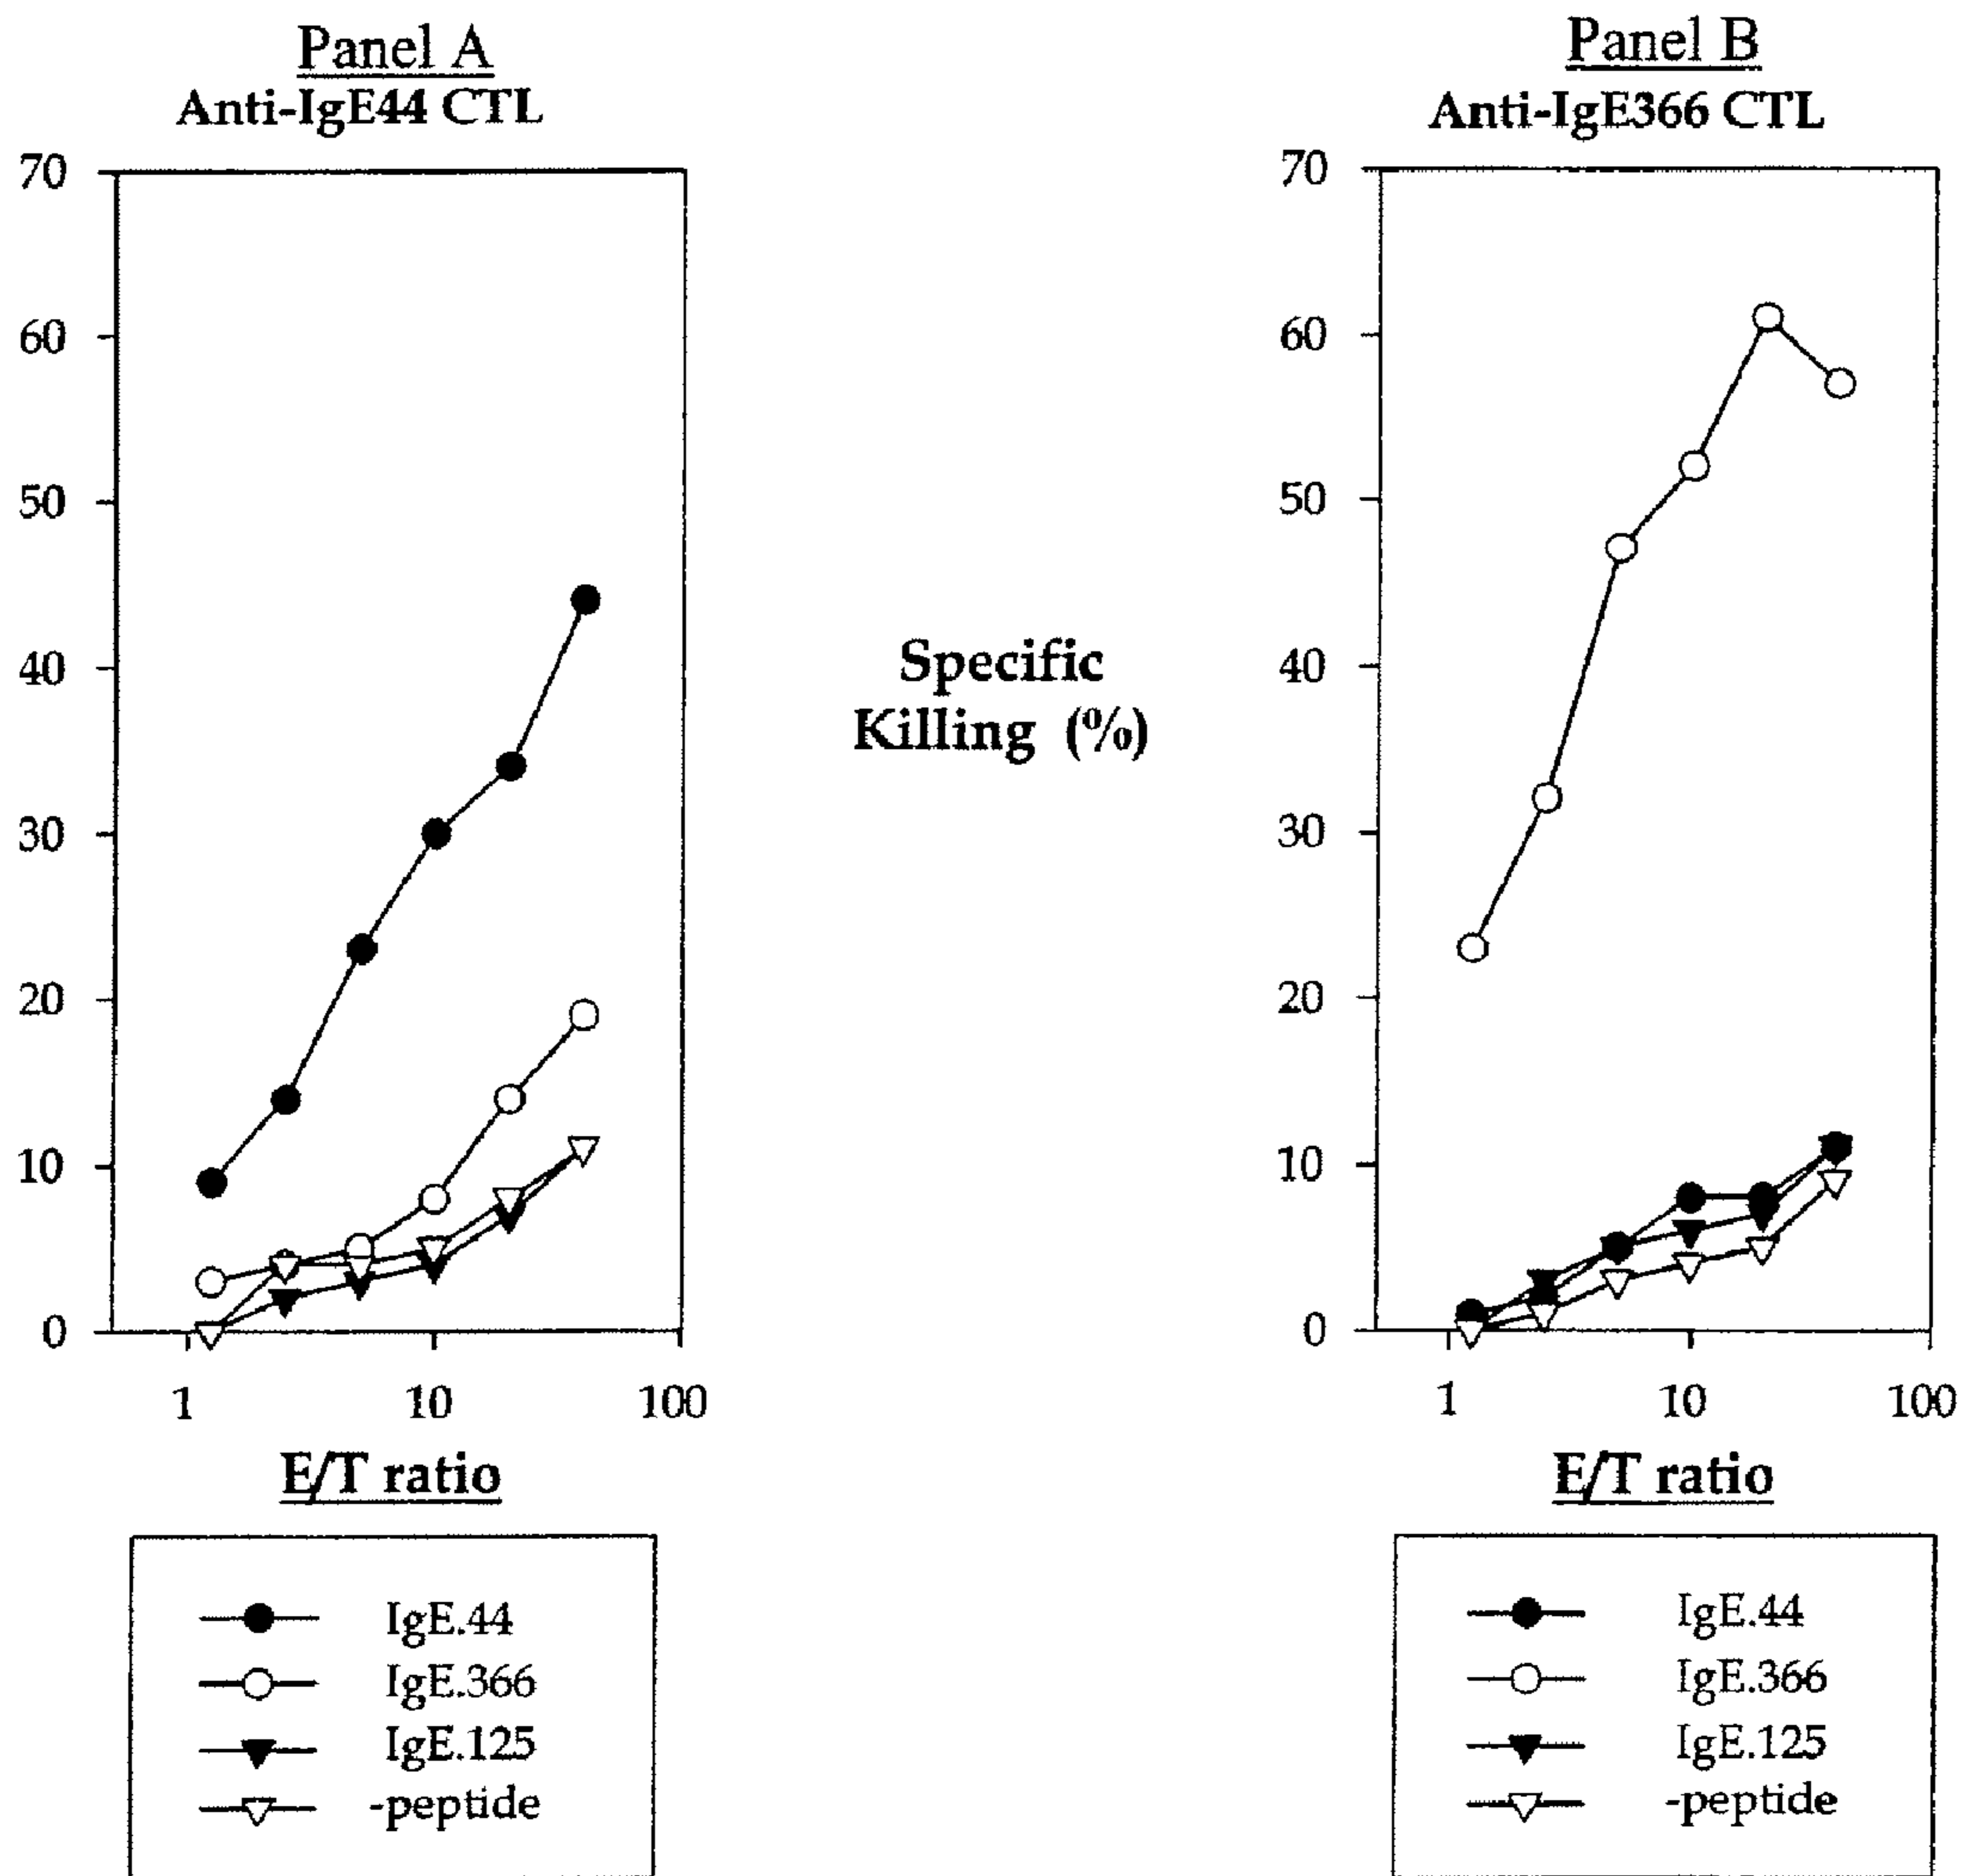 Panel A
Anti-IgE44 CTL
70
60
50
40
30
20
10
0
1 10 100
E/T ratio
IgE.44
IgE.366
IgE.125
-peptide
Specific
Killing (%)
Panel B
Anti-IgE366 CTL
70
60
50
40
30
20
10
0
1 10 100
E/T ratio
IgE.44
IgE.366
IgE.125
-peptide